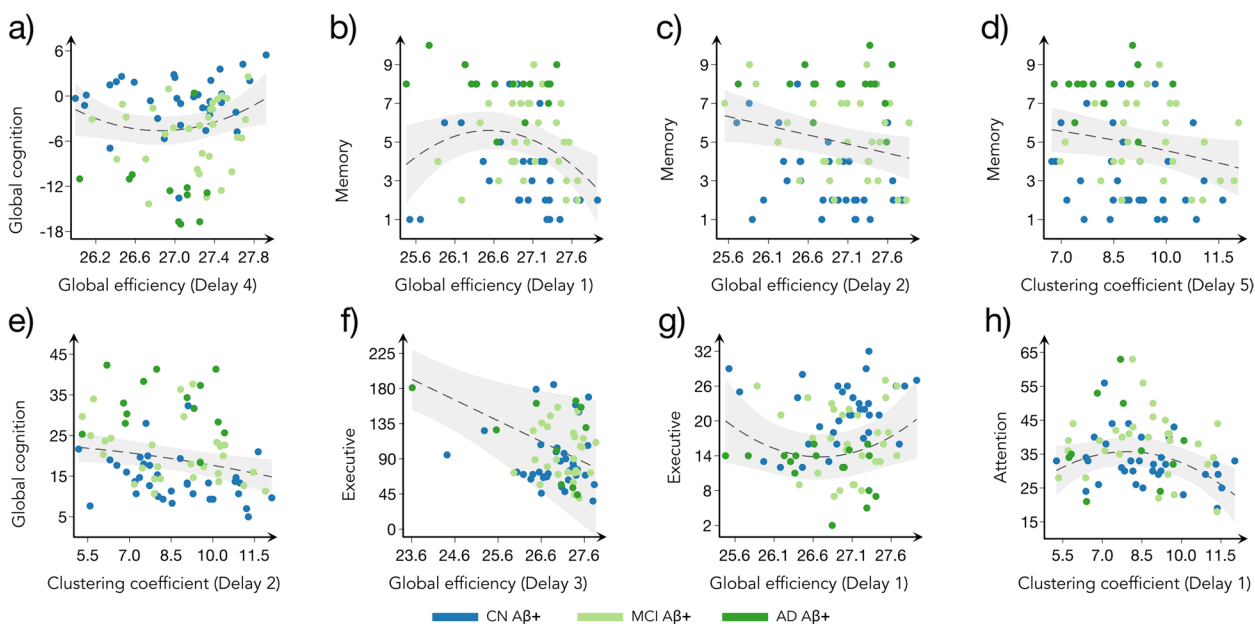 a)
Global cognition
6
0
-6
-12
-18
26.2 26.6 27.0 27.4 27.8
Global efficiency (Delay 4)
b)
Memory
9
7
5
3
1
25.6 26.1 26.6 27.1 27.6
Global efficiency (Delay 1)
c)
Memory
9
7
5
3
1
25.6 26.1 26.6 27.1 27.6
Global efficiency (Delay 2)
d)
Memory
9
7
5
3
1
7.0 8.5 10.0 11.5
Clustering coefficient (Delay 5)
e)
Global cognition
45
35
25
15
5
5.5 7.0 8.5 10.0 11.5
Clustering coefficient (Delay 2)
f)
Executive
225
180
135
90
45
0
23.6 24.6 25.6 26.6 27.6
Global efficiency (Delay 3)
g)
Executive
32
26
20
14
8
2
25.6 26.1 26.6 27.1 27.6
Global efficiency (Delay 1)
h)
Attention
65
55
45
35
25
15
5.5 7.0 8.5 10.0 11.5
Clustering coefficient (Delay 1)
CN Aβ+ MCI Aβ+ AD Aβ+